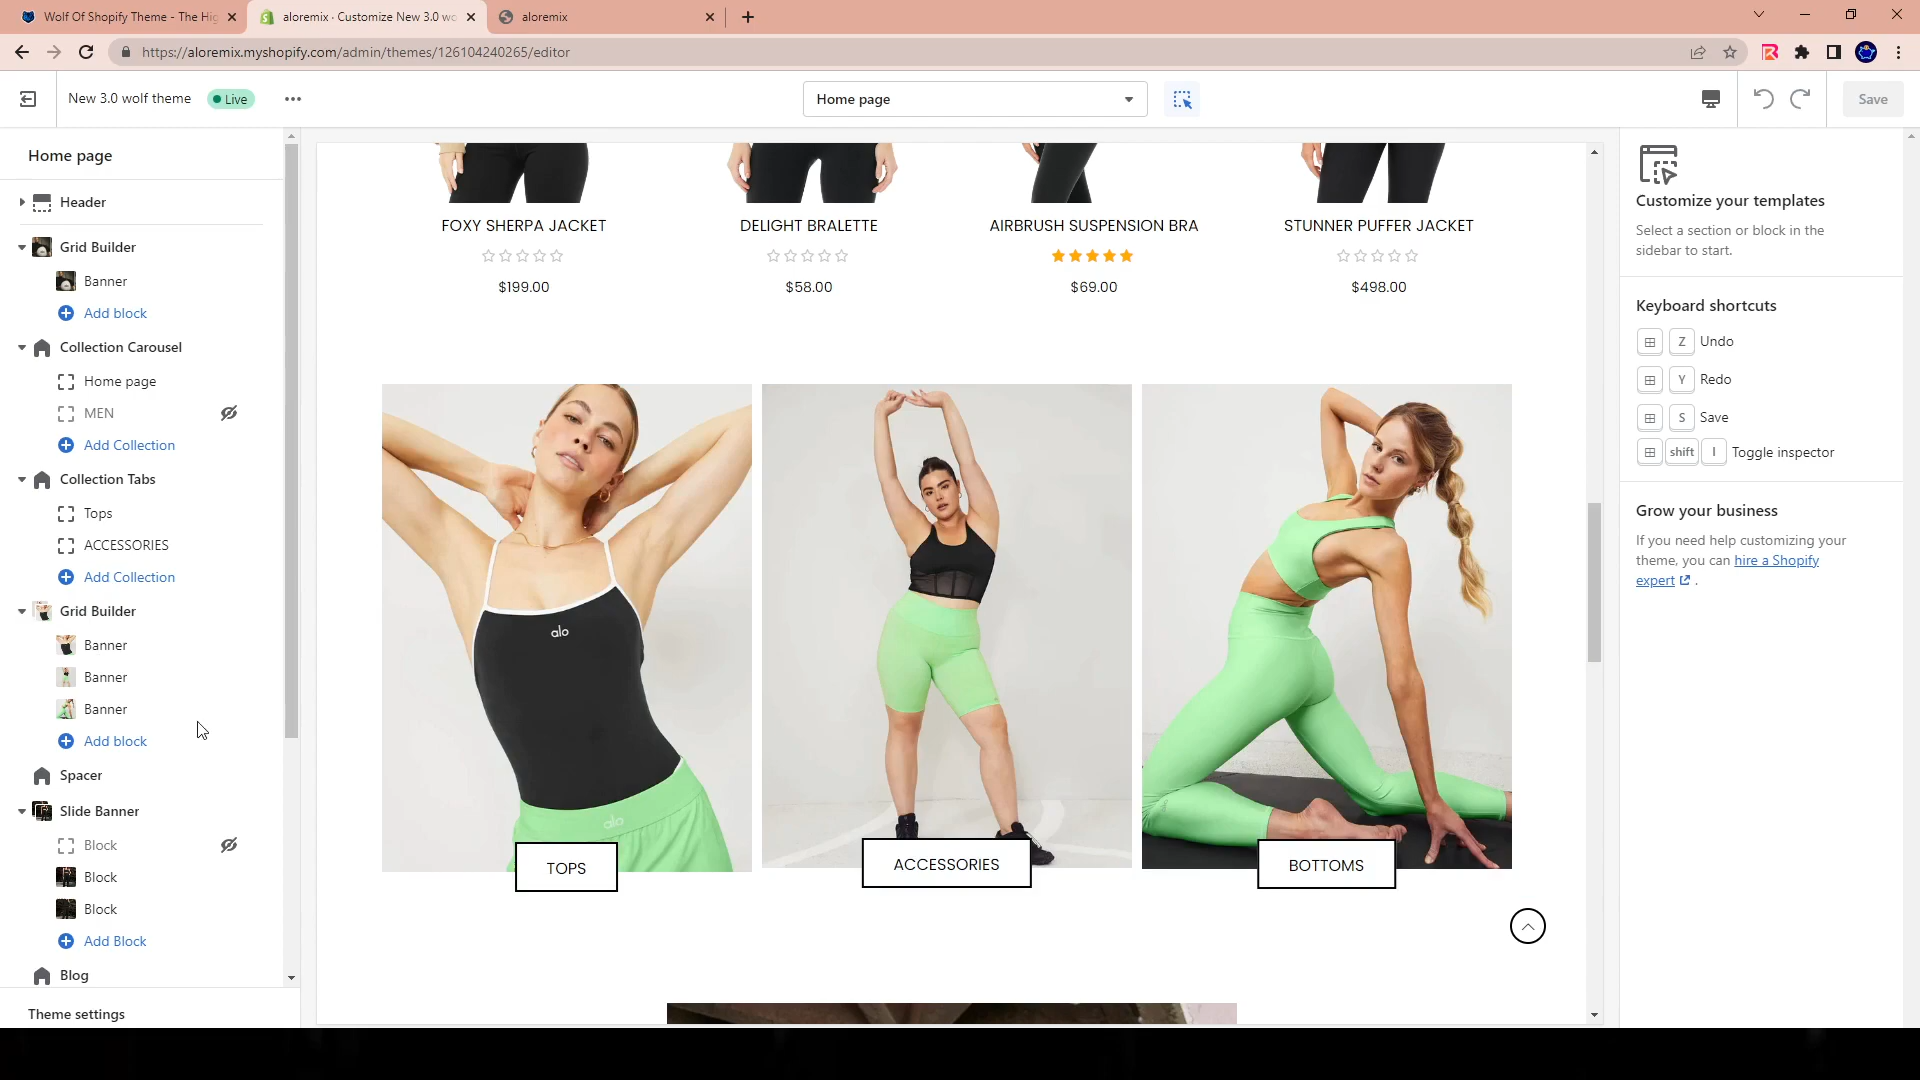 Wolf Of Shopify Theme - The Hig
aloremix · Customize New 3.0 wo
aloremix
https://aloremix.myshopify.com/admin/themes/126104240265/editor
New 3.0 wolf theme
Live
Home page
Save
Home page
Header
Grid Builder
Banner
Add block
Collection Carousel
Home page
MEN
Add Collection
Collection Tabs
Tops
ACCESSORIES
Add Collection
Grid Builder
Banner
Banner
Banner
Add block
Spacer
Slide Banner
Block
Block
Block
Add Block
Blog
Theme settings
FOXY SHERPA JACKET
$199.00
DELIGHT BRALETTE
$58.00
AIRBRUSH SUSPENSION BRA
$69.00
STUNNER PUFFER JACKET
$498.00
alo
alo
TOPS
ACCESSORIES
BOTTOMS
Customize your templates
Select a section or block in the
sidebar to start.
Keyboard shortcuts
Z Undo
Y Redo
S Save
shift I Toggle inspector
Grow your business
If you need help customizing your
theme, you can hire a Shopify
expert .